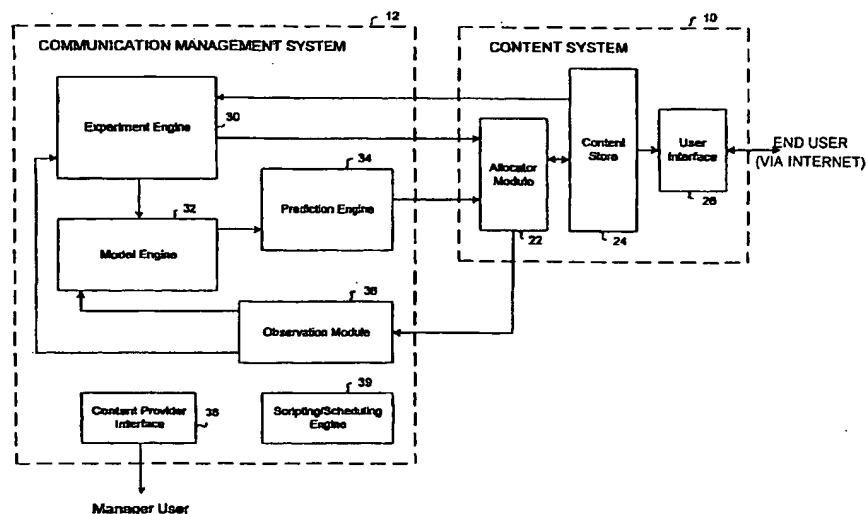 12
10
COMMUNICATION MANAGEMENT SYSTEM
CONTENT SYSTEM
Experiment Engine
30
34
Prediction Engine
32
Model Engine
Allocator
Module
22
Content
Store
24
User
Interface
26
END USER
(VIA INTERNET)
36
Observation Module
39
Content Provider
Interface
38
Scripting/Scheduling
Engine
Manager User